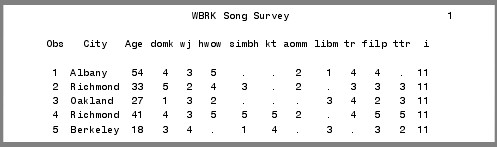 WBRK Song Survey 1
Obs City Age domk wj hwow simbh kt aomm libm tr filp ttr i
1 Albany 54 4 3 5 . . 2 1 4 4 . 11
2 Richmond 33 5 2 4 3 . 2 . 3 3 3 11
3 Oakland 27 1 3 2 . . . 3 4 2 3 11
4 Richmond 41 4 3 5 5 5 2 . 4 5 5 11
5 Berkeley 18 3 4 . 1 4 . 3 . 3 2 11